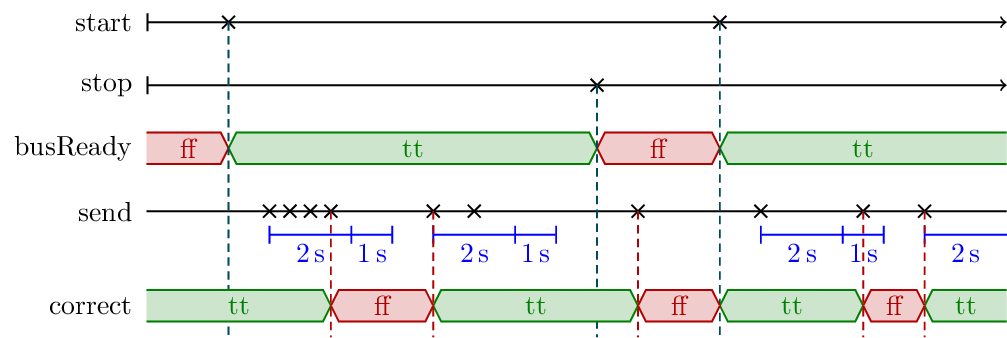 start
stop
busReady ff tt ff tt
send
2 s 1 s 2 s 1 s 2 s 1 s 2 s
correct tt ff tt ff tt ff tt